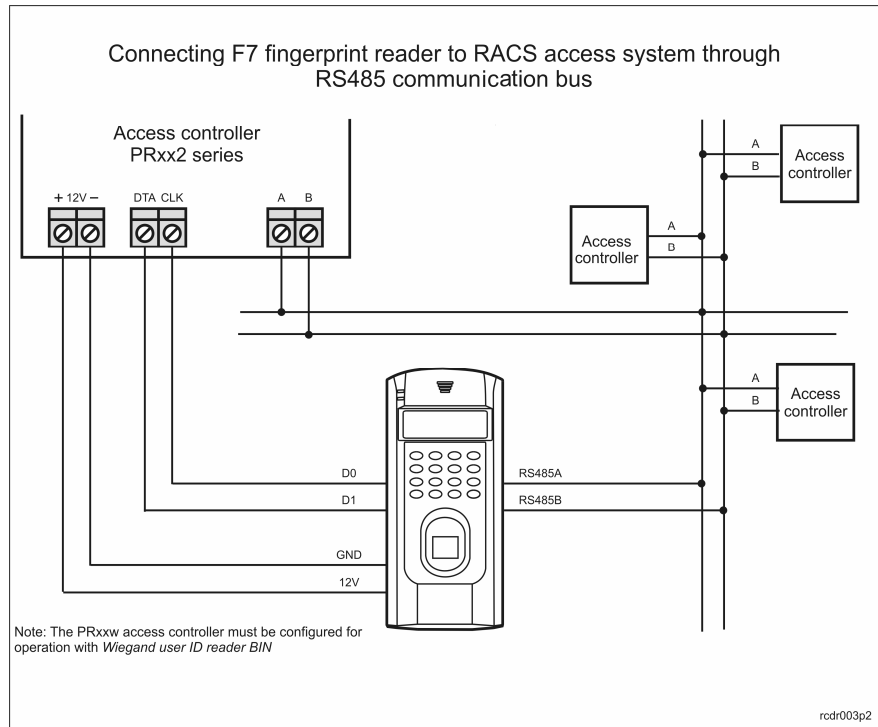 Connecting F7 fingerprint reader to RACS access system through
RS485 communication bus
Access controller
PRxx2 series
+ 12V –
DTA CLK
A B
A
B
Access
controller
Access
controller
A
B
A
B
Access
controller
D0
D1
GND
12V
RS485A
RS485B
Note: The PRxxw access controller must be configured for
operation with Wiegand user ID reader BIN
rcdr003p2